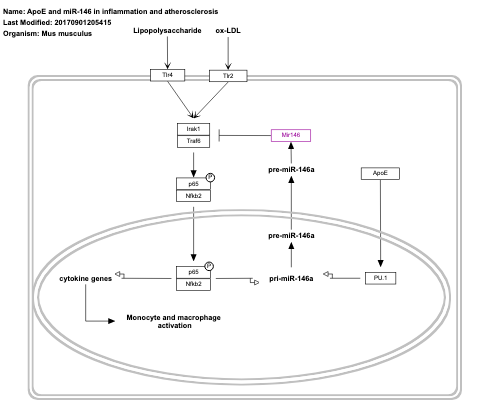 Name: ApoE and miR-146 in inflammation and atherosclerosis
Last Modified: 20170901205415
Organism: Mus musculus
Lipopolysaccharide
ox-LDL
Tlr4
Tlr2
Irak1
Traf6
Mir146
P
p65
Nfkb2
pre-miR-146a
ApoE
pre-miR-146a
P
p65
Nfkb2
cytokine genes
pri-miR-146a
PU.1
Monocyte and macrophage
activation